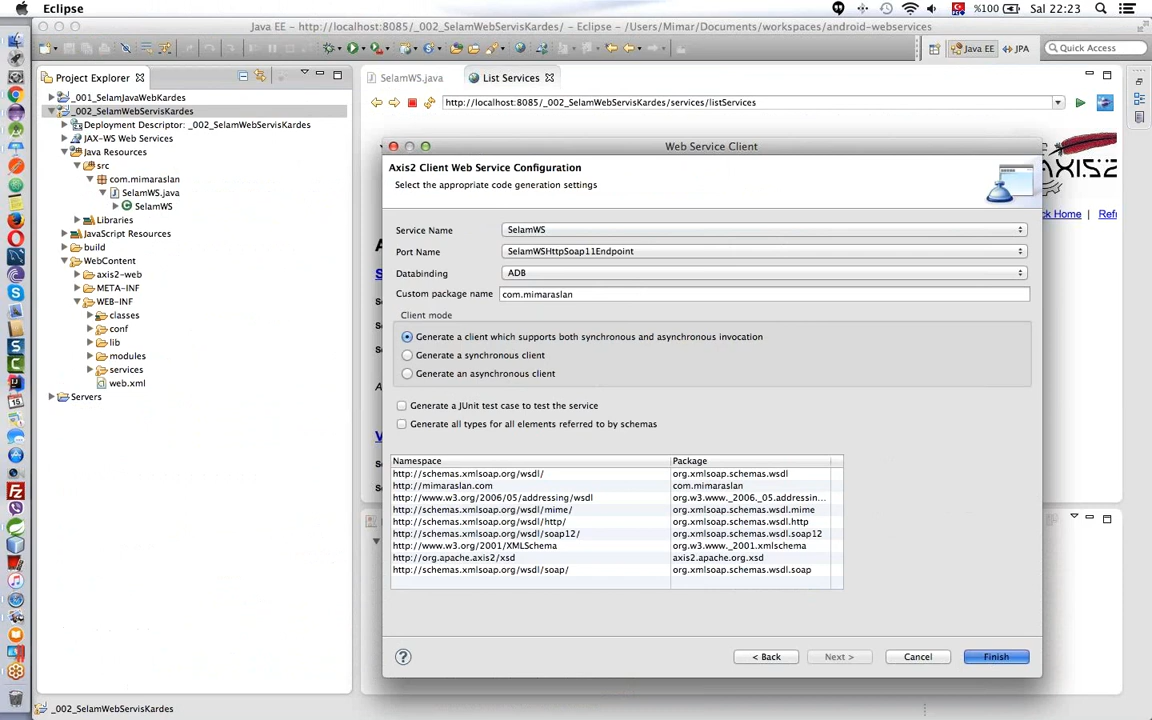 Eclipse
%100
Sal 22:23
Java EE - http://localhost:8085/_002_SelamWebServisKardes/ - Eclipse - /Users/Mimar/Documents/workspaces/android-webservices
Java EE
JPA
Quick Access
Project Explorer
SelamWS.java
List Services
http://localhost:8085/_002_SelamWebServisKardes/services/listServices
_001_SelamJavaWebKardes
_002_SelamWebServisKardes
Deployment Descriptor: _002_SelamWebServisKardes
JAX-WS Web Services
Java Resources
src
com.mimaraslan
SelamWS.java
SelamWS
Libraries
JavaScript Resources
build
WebContent
axis2-web
META-INF
WEB-INF
classes
conf
lib
modules
services
web.xml
Servers
Web Service Client
Axis2 Client Web Service Configuration
Select the appropriate code generation settings
Service Name
SelamWS
Port Name
SelamWSHttpSoap11Endpoint
Databinding
ADB
Custom package name
com.mimaraslan
Client mode
Generate a client which supports both synchronous and asynchronous invocation
Generate a synchronous client
Generate an asynchronous client
Generate a JUnit test case to test the service
Generate all types for all elements referred to by schemas
Namespace
Package
http://schemas.xmlsoap.org/wsdl/
org.xmlsoap.schemas.wsdl
http://mimaraslan.com
com.mimaraslan
http://www.w3.org/2006/05/addressing/wsdl
org.w3.www._2006._05.addressin...
http://schemas.xmlsoap.org/wsdl/mime/
org.xmlsoap.schemas.wsdl.mime
http://schemas.xmlsoap.org/wsdl/http/
org.xmlsoap.schemas.wsdl.http
http://schemas.xmlsoap.org/wsdl/soap12/
org.xmlsoap.schemas.wsdl.soap12
http://www.w3.org/2001/XMLSchema
org.w3.www._2001.xmlschema
http://org.apache.axis2/xsd
axis2.apache.org.xsd
http://schemas.xmlsoap.org/wsdl/soap/
org.xmlsoap.schemas.wsdl.soap
< Back
Next >
Cancel
Finish
_002_SelamWebServisKardes